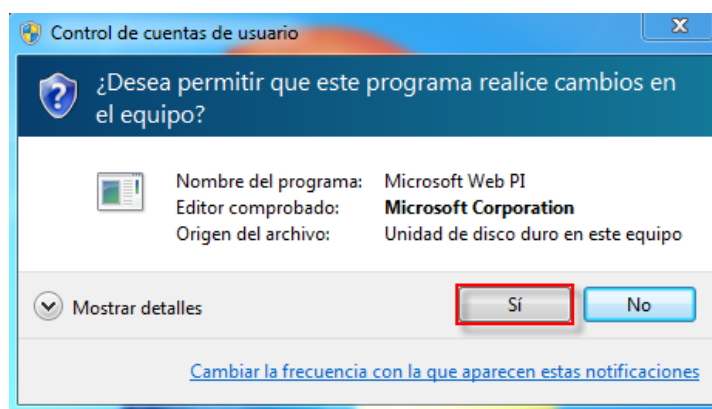 Control de cuentas de usuario
¿Desea permitir que este programa realice cambios en
el equipo?
Nombre del programa: Microsoft Web PI
Editor comprobado: Microsoft Corporation
Origen del archivo: Unidad de disco duro en este equipo
Mostrar detalles Sí No
Cambiar la frecuencia con la que aparecen estas notificaciones